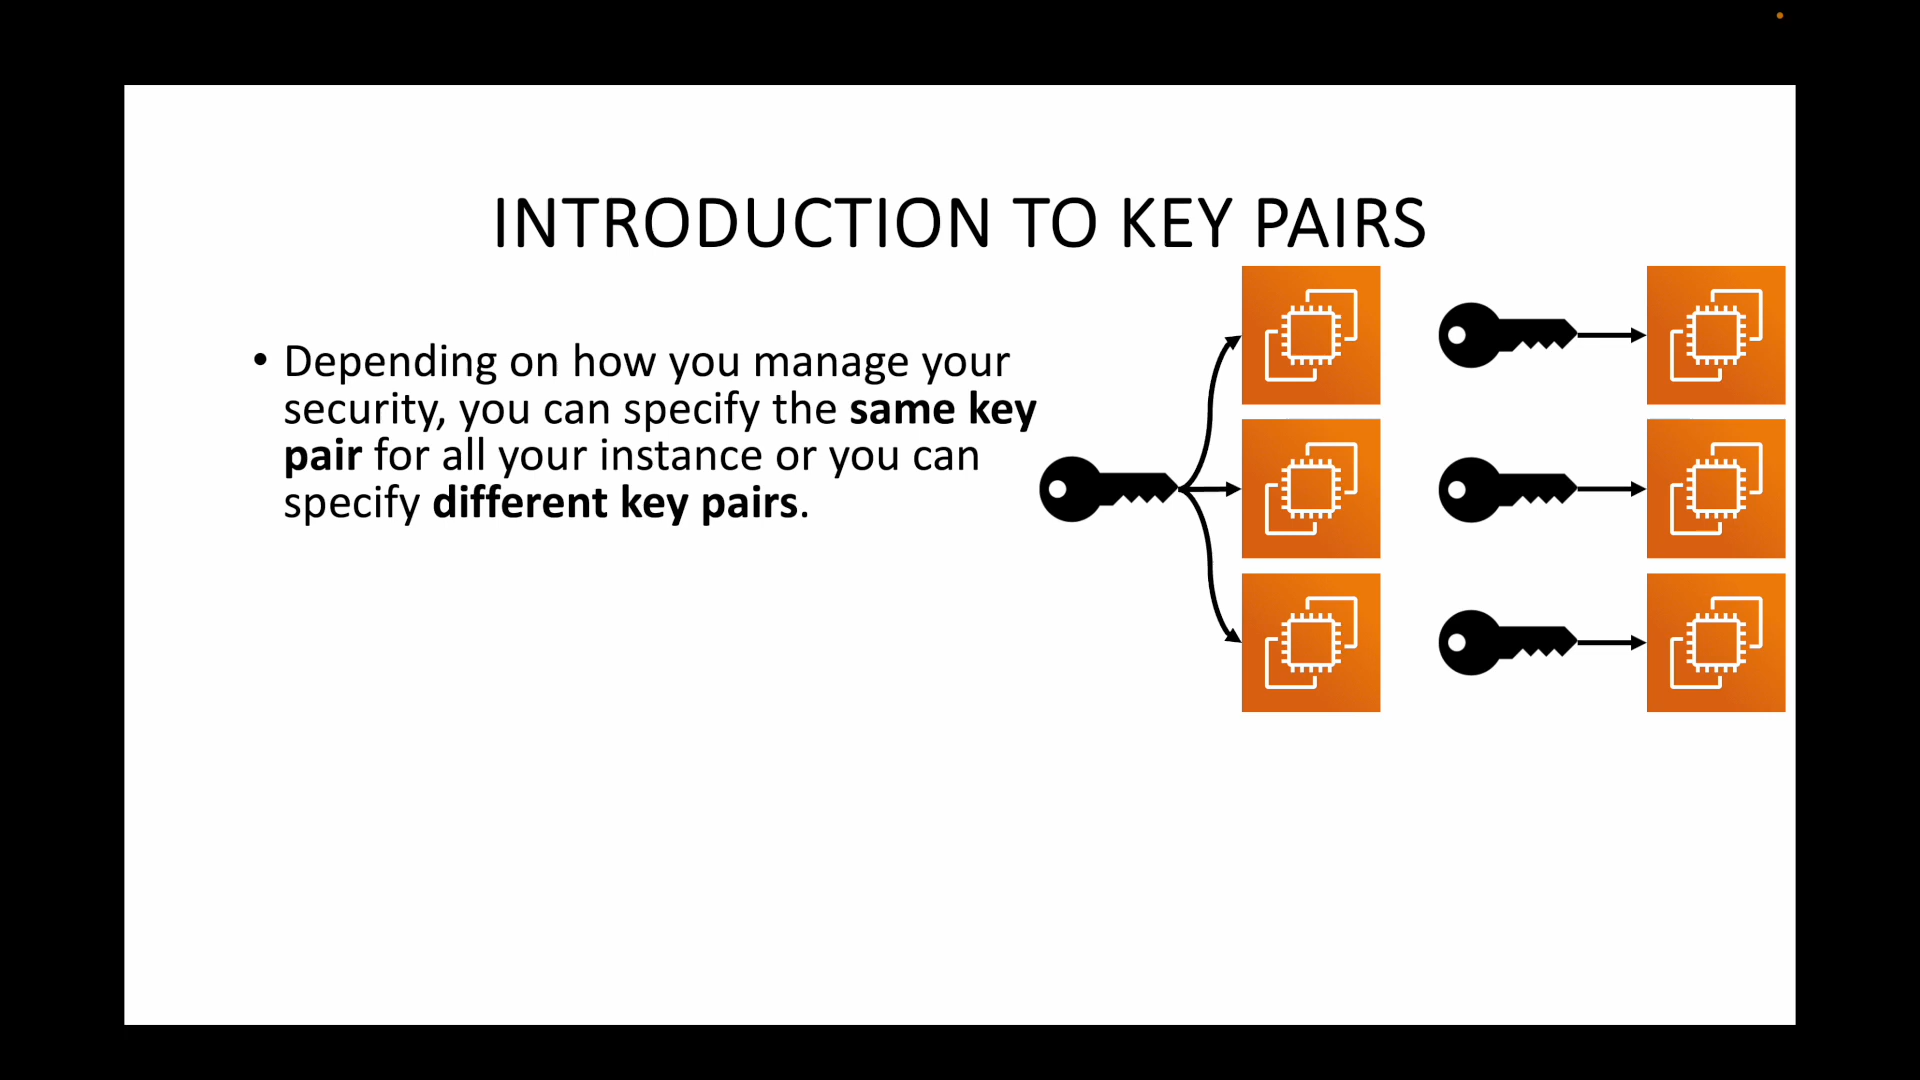 INTRODUCTION TO KEY PAIRS
• Depending on how you manage your
security, you can specify the same key
pair for all your instance or you can
specify different key pairs.